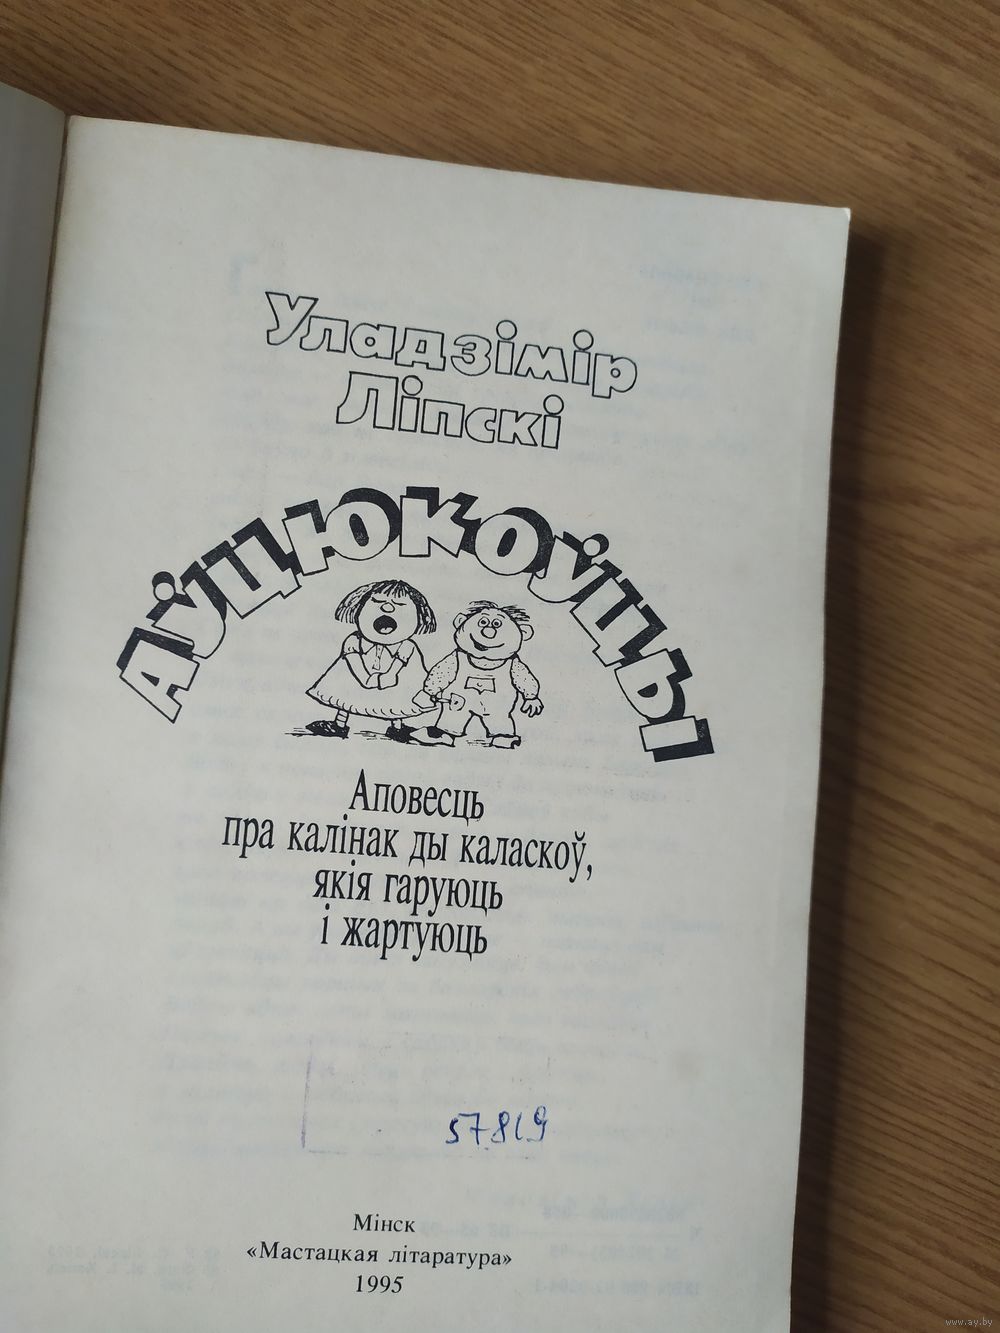 Уладзімір
Ліпскі
АЎЦЮКОЎЦЫ
Аповесць
пра калінак ды каласкоў,
якія гаруюць
і жартуюць
57819
Мінск
«Мастацкая літаратура»
1995
www.ay.by